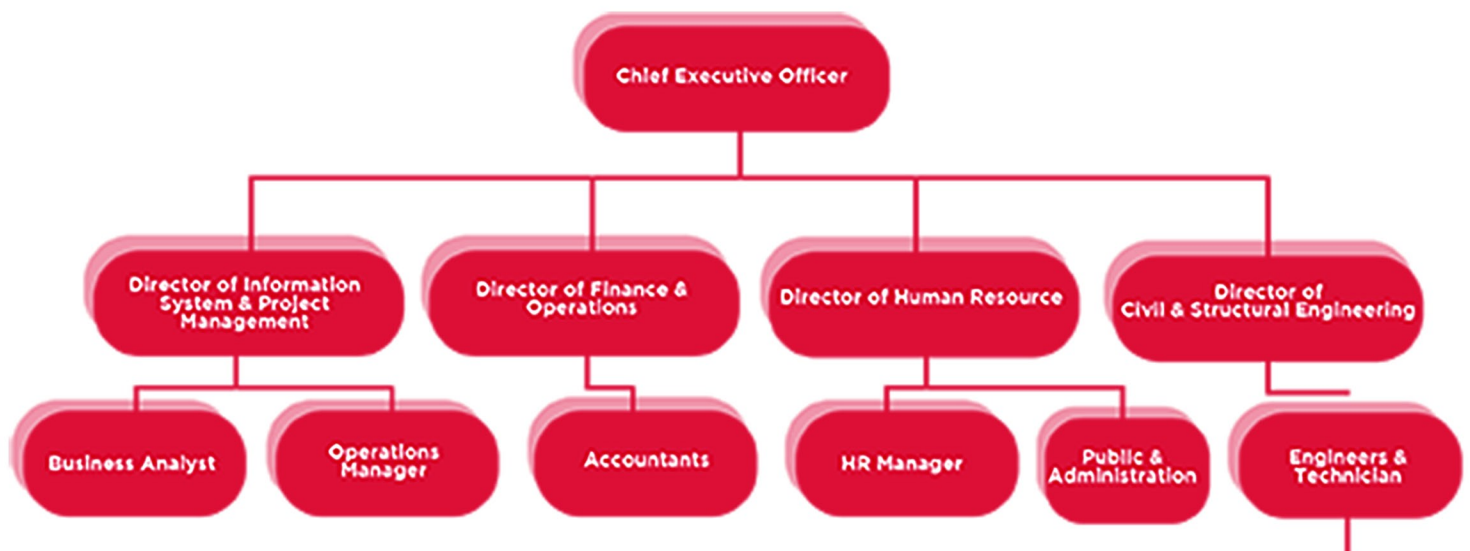 Chief Executive Officer
Director of Information
System & Project
Management
Director of Finance &
Operations
Director of Human Resource
Director of
Civil & Structural Engineering
Business Analyst
Operations
Manager
Accountants
HR Manager
Public &
Administration
Engineers &
Technician